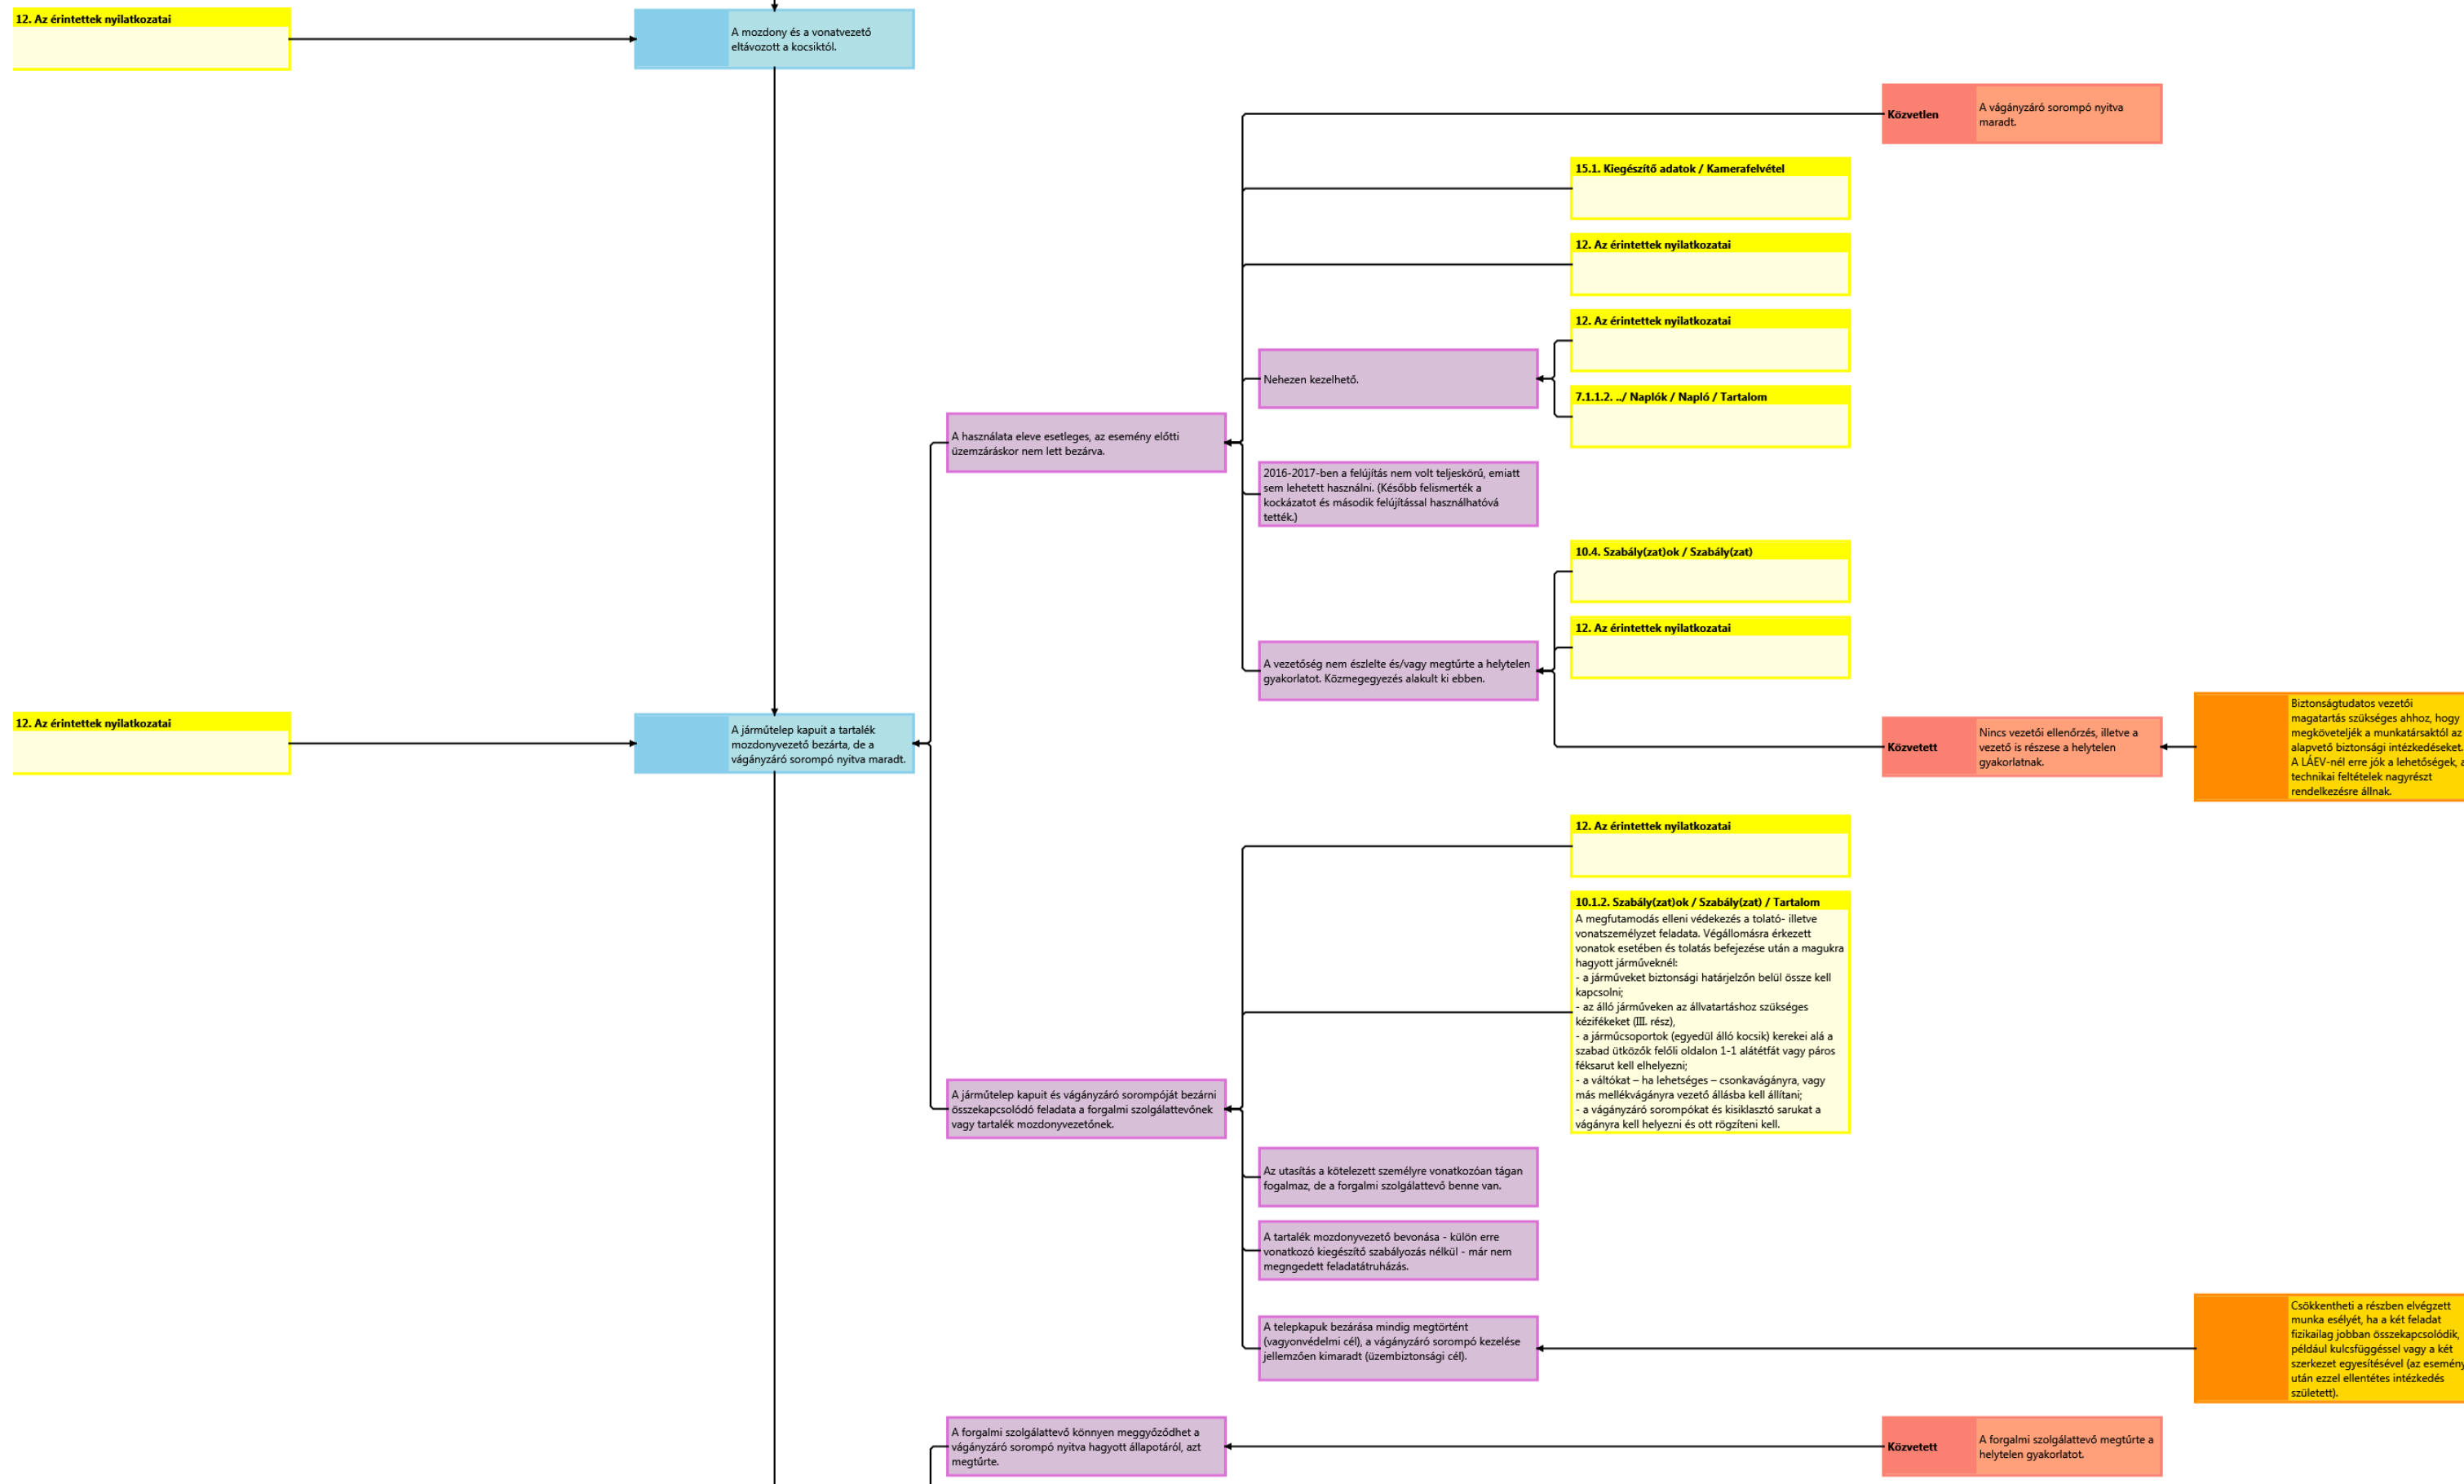 12. Az érintettek nyilatkozatai
A mozdony és a vonatvezető
eltávozott a kocsiktól.
Közvetlen
A vágányzáró sorompó nyitva
maradt.
15.1. Kiegészítő adatok / Kamerafelvétel
12. Az érintettek nyilatkozatai
12. Az érintettek nyilatkozatai
Nehezen kezelhető.
7.1.1.2. ../ Naplók / Napló / Tartalom
A használata eleve esetleges, az esemény előtti
üzemzáráskor nem lett bezárva.
2016-2017-ben a felújítás nem volt teljeskörű, emiatt
sem lehetett használni. (Később felismerték a
kockázatot és második felújítással használhatóvá
tették.)
10.4. Szabály(zat)ok / Szabály(zat)
12. Az érintettek nyilatkozatai
A vezetőség nem észlelte és/vagy megtűrte a helytelen
gyakorlatot. Közmegegyezés alakult ki ebben.
12. Az érintettek nyilatkozatai
A járműtelep kapuit a tartalék
mozdonyvezető bezárta, de a
vágányzáró sorompó nyitva maradt.
Közvetett
Nincs vezetői ellenőrzés, illetve a
vezető is részese a helytelen
gyakorlatnak.
Biztonságtudatos vezetői
magatartás szükséges ahhoz, hogy
megköveteljék a munkatársaktól az
alapvető biztonsági intézkedéseket.
A LÁEV-nél erre jók a lehetőségek, a
technikai feltételek nagyrészt
rendelkezésre állnak.
12. Az érintettek nyilatkozatai
10.1.2. Szabály(zat)ok / Szabály(zat) / Tartalom
A megfutamodás elleni védekezés a tolató- illetve
vonatszemélyzet feladata. Végállomásra érkezett
vonatok esetében és tolatás befejezése után a magukra
hagyott járműveknél:
- a járműveket biztonsági határjelzőn belül össze kell
kapcsolni;
- az álló járműveken az állvatartáshoz szükséges
kézifékeket (III. rész),
- a járműcsoportok (egyedül álló kocsik) kerekei alá a
szabad ütközők felőli oldalon 1-1 alátétfát vagy páros
féksarut kell elhelyezni;
- a váltókat – ha lehetséges – csonkavágányra, vagy
más mellékvágányra vezető állásba kell állítani;
- a vágányzáró sorompókat és kisiklasztó sarukat a
vágányra kell helyezni és ott rögzíteni kell.
A járműtelep kapuit és vágányzáró sorompóját bezárni
összekapcsolódó feladata a forgalmi szolgálattevőnek
vagy tartalék mozdonyvezetőnek.
Az utasítás a kötelezett személyre vonatkozóan tágan
fogalmaz, de a forgalmi szolgálattevő benne van.
A tartalék mozdonyvezető bevonása - külön erre
vonatkozó kiegészítő szabályozás nélkül - már nem
megngedett feladatátruházás.
A telepkapuk bezárása mindig megtörtént
(vagyonvédelmi cél), a vágányzáró sorompó kezelése
jellemzően kimaradt (üzembiztonsági cél).
Csökkentheti a részben elvégzett
munka esélyét, ha a két feladat
fizikailag jobban összekapcsolódik,
például kulcsfüggéssel vagy a két
szerkezet egyesítésével (az esemény
után ezzel ellentétes intézkedés
született).
A forgalmi szolgálattevő könnyen meggyőződhet a
vágányzáró sorompó nyitva hagyott állapotáról, azt
megtűrte.
Közvetett
A forgalmi szolgálattevő megtűrte a
helytelen gyakorlatot.